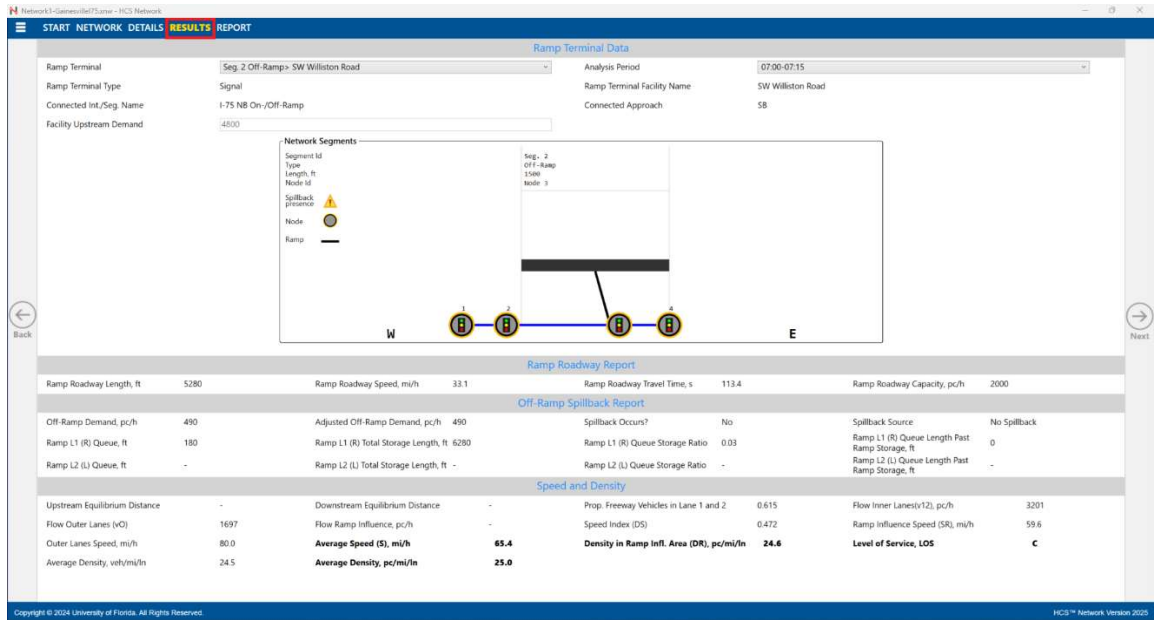 Network1-GainesvilleI75.xnw - HCS Network
START NETWORK DETAILS RESULTS REPORT
Ramp Terminal Data
Ramp Terminal Seg. 2 Off-Ramp> SW Williston Road Analysis Period 07:00-07:15
Ramp Terminal Type Signal Ramp Terminal Facility Name SW Williston Road
Connected Int./Seg. Name I-75 NB On-/Off-Ramp Connected Approach SB
Facility Upstream Demand 4800
Network Segments
Segment Id Seg. 2
Type Off-Ramp
Length, ft 1500
Node Id Node 3
Spillback
presence
Node
Ramp
1 2 4
W E
Back
Next
Ramp Roadway Report
Ramp Roadway Length, ft 5280 Ramp Roadway Speed, mi/h 33.1 Ramp Roadway Travel Time, s 113.4 Ramp Roadway Capacity, pc/h 2000
Off-Ramp Spillback Report
Off-Ramp Demand, pc/h 490 Adjusted Off-Ramp Demand, pc/h 490 Spillback Occurs? No Spillback Source No Spillback
Ramp L1 (R) Queue, ft 180 Ramp L1 (R) Total Storage Length, ft 6280 Ramp L1 (R) Queue Storage Ratio 0.03 Ramp L1 (R) Queue Length Past
Ramp Storage, ft 0
Ramp L2 (L) Queue, ft - Ramp L2 (L) Total Storage Length, ft - Ramp L2 (L) Queue Storage Ratio - Ramp L2 (L) Queue Length Past
Ramp Storage, ft -
Speed and Density
Upstream Equilibrium Distance - Downstream Equilibrium Distance - Prop. Freeway Vehicles in Lane 1 and 2 0.615 Flow Inner Lanes(v12), pc/h 3201
Flow Outer Lanes (vO) 1697 Flow Ramp Influence, pc/h - Speed Index (DS) 0.472 Ramp Influence Speed (SR), mi/h 59.6
Outer Lanes Speed, mi/h 80.0 Average Speed (S), mi/h 65.4 Density in Ramp Infl. Area (DR), pc/mi/ln 24.6 Level of Service, LOS C
Average Density, veh/mi/ln 24.5 Average Density, pc/mi/ln 25.0
Copyright © 2024 University of Florida. All Rights Reserved. HCS™ Network Version 2025